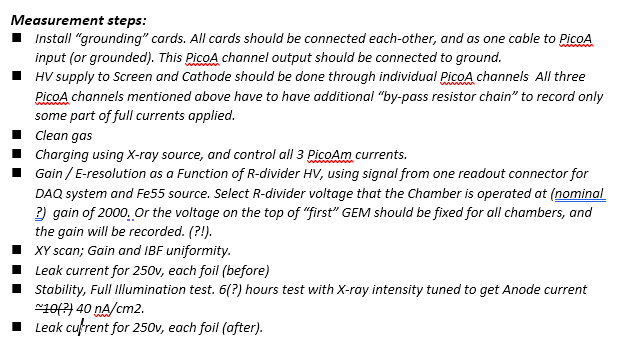 Measurement steps:
■ Install “grounding” cards. All cards should be connected each-other, and as one cable to PicoA
input (or grounded). This PicoA channel output should be connected to ground.
■ HV supply to Screen and Cathode should be done through individual PicoA channels  All three
PicoA channels mentioned above have to have additional “by-pass resistor chain” to record only
some part of full currents applied.
■ Clean gas
■ Charging using X-ray source, and control all 3 PicoAm currents.
■ Gain / E-resolution as a Function of R-divider HV, using signal from one readout connector for
DAQ system and Fe55 source. Select R-divider voltage that the Chamber is operated at (nominal
?)  gain of 2000. Or the voltage on the top of “first” GEM should be fixed for all chambers, and
the gain will be recorded. (?!).
■ XY scan; Gain and IBF uniformity.
■ Leak current for 250v, each foil (before)
■ Stability, Full Illumination test. 6(?) hours test with X-ray intensity tuned to get Anode current
~10(?) 40 nA/cm2.
■ Leak current for 250v, each foil (after).